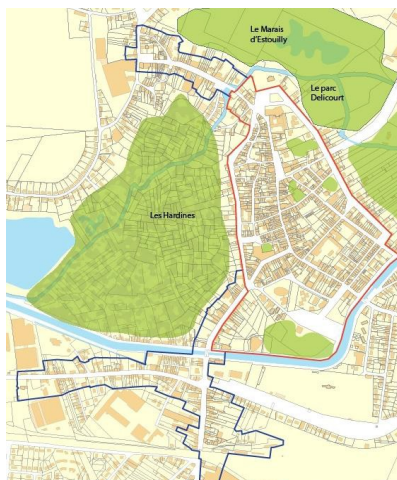 Le Marais
d'Estouilly
Le parc
Delicourt
Les Hardines